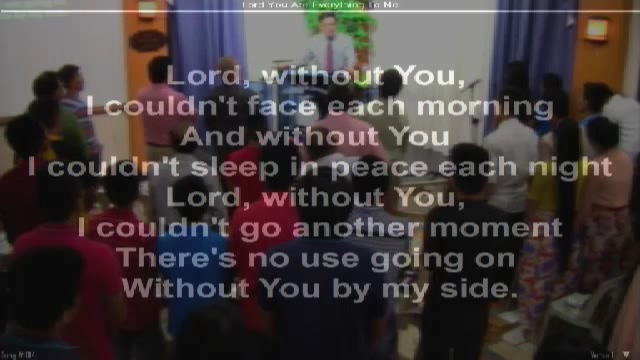 Lord You Are Everything To Me
Lord, without You,
I couldn't face each morning
And without You
I couldn't sleep in peace each night
Lord, without You,
I couldn't go another moment
There's no use going on
Without You by my side.